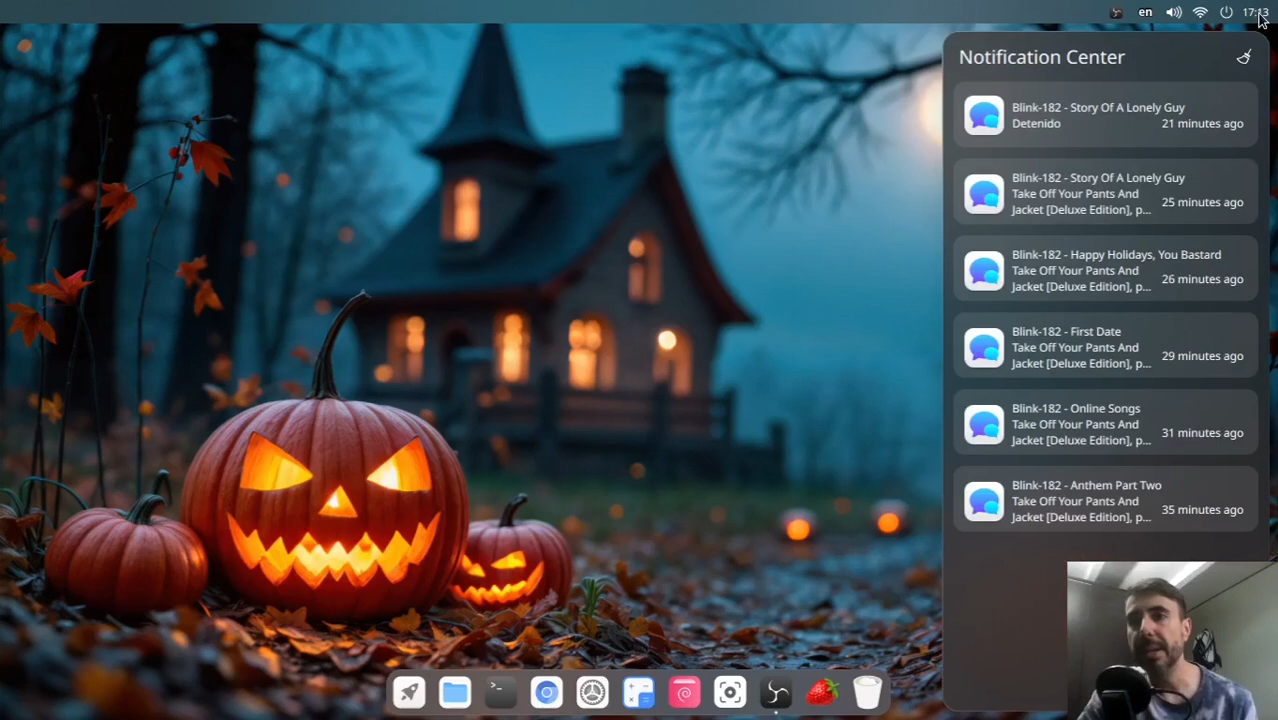 en
17:13
Notification Center
Blink-182 - Story Of A Lonely Guy
Detenido
21 minutes ago
Blink-182 - Story Of A Lonely Guy
Take Off Your Pants And
Jacket [Deluxe Edition], p...
25 minutes ago
Blink-182 - Happy Holidays, You Bastard
Take Off Your Pants And
Jacket [Deluxe Edition], p...
26 minutes ago
Blink-182 - First Date
Take Off Your Pants And
Jacket [Deluxe Edition], p...
29 minutes ago
Blink-182 - Online Songs
Take Off Your Pants And
Jacket [Deluxe Edition], p...
31 minutes ago
Blink-182 - Anthem Part Two
Take Off Your Pants And
Jacket [Deluxe Edition], p...
35 minutes ago